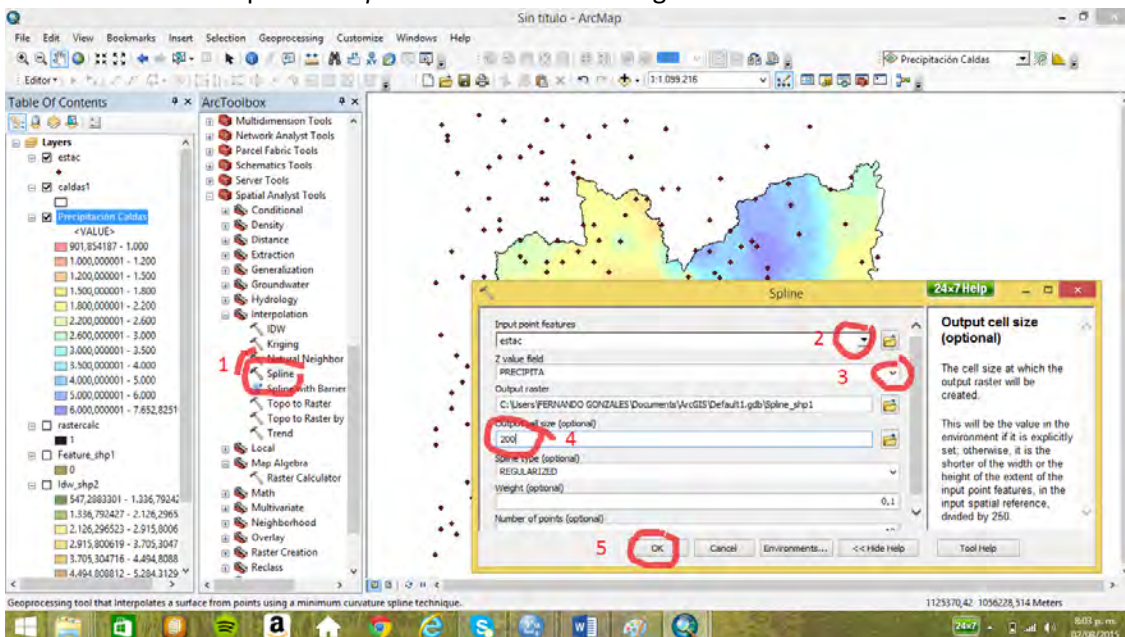 Sin título - ArcMap
File Edit View Bookmarks Insert Selection Geoprocessing Customize Windows Help
Precipitación Caldas
Editor
1:1.099.216
Table Of Contents
Layers
estac
caldas1
Precipitación Caldas
<VALUE>
901,854187 - 1.000
1.000,000001 - 1.200
1.200,000001 - 1.500
1.500,000001 - 1.800
1.800,000001 - 2.200
2.200,000001 - 2.600
2.600,000001 - 3.000
3.000,000001 - 3.500
3.500,000001 - 4.000
4.000,000001 - 5.000
5.000,000001 - 6.000
6.000,000001 - 7.652,8251
rastercalc
1
Feature_shp1
0
Idw_shp2
547,2883301 - 1.336,79242
1.336,792427 - 2.126,2965
2.126,296523 - 2.915,8006
2.915,800619 - 3.705,3047
3.705,304716 - 4.494,8088
4.494,808812 - 5.284,3129
ArcToolbox
Multidimension Tools
Network Analyst Tools
Parcel Fabric Tools
Schematics Tools
Server Tools
Spatial Analyst Tools
Conditional
Density
Distance
Extraction
Generalization
Groundwater
Hydrology
Interpolation
IDW
Kriging
Natural Neighbor
1
Spline
Spline with Barrier
Topo to Raster
Topo to Raster by
Trend
Local
Map Algebra
Raster Calculator
Math
Multivariate
Neighborhood
Overlay
Raster Creation
Reclass
Spline
24x7 Help
Input point features
estac
2
Z value field
PRECIPITA
3
Output raster
C:\Users\FERNANDO GONZALES\Documents\ArcGIS\Default1.gdb\Spline_shp1
Output cell size (optional)
200
4
Spline type (optional)
REGULARIZED
Weight (optional)
0,1
Number of points (optional)
5
OK Cancel Environments... << Hide Help Tool Help
Output cell size
(optional)
The cell size at which the
output raster will be
created.
This will be the value in the
environment if it is explicitly
set; otherwise, it is the
shorter of the width or the
height of the extent of the
input point features, in the
input spatial reference,
divided by 250.
Geoprocessing tool that Interpolates a surface from points using a minimum curvature spline technique.
1125370,42 1056228,514 Meters
24x7
8:03 p. m.
07/08/2015